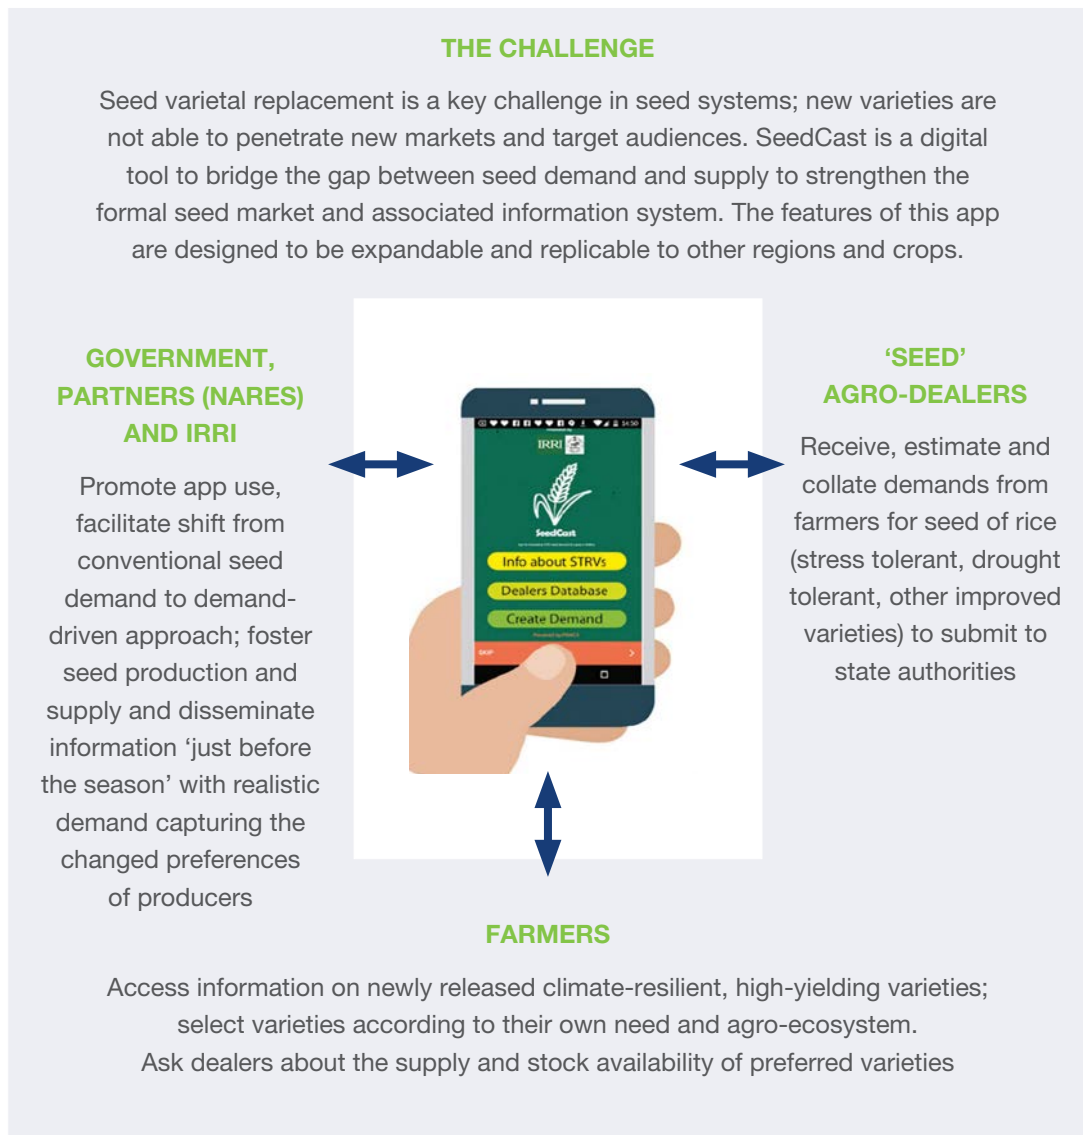 THE CHALLENGE
Seed varietal replacement is a key challenge in seed systems; new varieties are
not able to penetrate new markets and target audiences. SeedCast is a digital
tool to bridge the gap between seed demand and supply to strengthen the
formal seed market and associated information system. The features of this app
are designed to be expandable and replicable to other regions and crops.
GOVERNMENT,
PARTNERS (NARES)
AND IRRI
Promote app use,
facilitate shift from
conventional seed
demand to demand-
driven approach; foster
seed production and
supply and disseminate
information ‘just before
the season’ with realistic
demand capturing the
changed preferences
of producers
14:50
IRRI
SeedCast
Info about STRVs
Dealers Database
Create Demand
SKIP
‘SEED’
AGRO-DEALERS
Receive, estimate and
collate demands from
farmers for seed of rice
(stress tolerant, drought
tolerant, other improved
varieties) to submit to
state authorities
FARMERS
Access information on newly released climate-resilient, high-yielding varieties;
select varieties according to their own need and agro-ecosystem.
Ask dealers about the supply and stock availability of preferred varieties